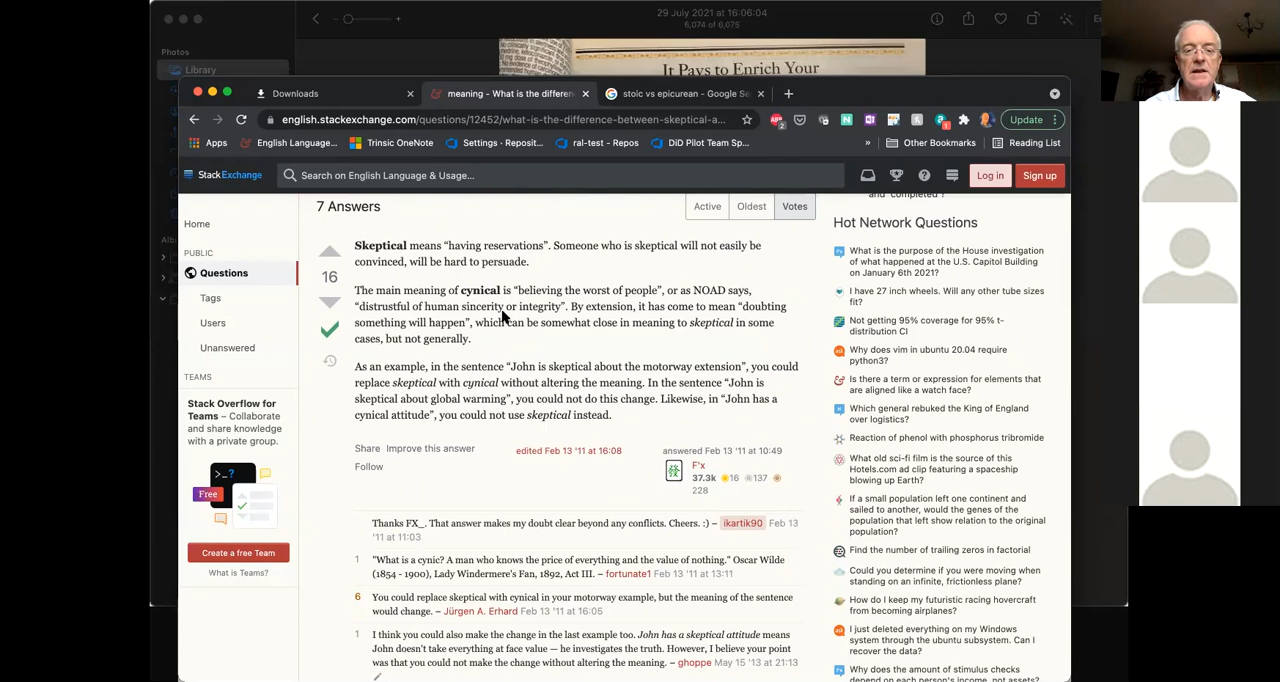 29 July 2021 at 16:06:04
6,074 of 6,075
Photos
Library
It Pays to Enrich Your
Downloads
meaning - What is the differen
stoic vs epicurean - Google Se
english.stackexchange.com/questions/12452/what-is-the-difference-between-skeptical-a...
Update
Apps
English Language...
Trinsic OneNote
Settings · Reposit...
ral-test - Repos
DiD Pilot Team Sp...
»
Other Bookmarks
Reading List
StackExchange
Search on English Language & Usage...
Log in
Sign up
Home
PUBLIC
Questions
Tags
Users
Unanswered
TEAMS
Stack Overflow for
Teams – Collaborate
and share knowledge
with a private group.
>_?
Free
Create a free Team
What is Teams?
7 Answers
Active
Oldest
Votes
16
Skeptical means “having reservations”. Someone who is skeptical will not easily be
convinced, will be hard to persuade.
The main meaning of cynical is “believing the worst of people”, or as NOAD says,
“distrustful of human sincerity or integrity”. By extension, it has come to mean “doubting
something will happen”, which can be somewhat close in meaning to skeptical in some
cases, but not generally.
As an example, in the sentence “John is skeptical about the motorway extension”, you could
replace skeptical with cynical without altering the meaning. In the sentence “John is
skeptical about global warming”, you could not do this change. Likewise, in “John has a
cynical attitude”, you could not use skeptical instead.
Share Improve this answer
Follow
edited Feb 13 '11 at 16:08
answered Feb 13 '11 at 10:49
F'x
37.3k 16 137
228
Thanks FX_. That answer makes my doubt clear beyond any conflicts. Cheers. :) – ikartik90 Feb 13
'11 at 11:03
1 "What is a cynic? A man who knows the price of everything and the value of nothing." Oscar Wilde
(1854 - 1900), Lady Windermere's Fan, 1892, Act III. – fortunate1 Feb 13 '11 at 13:11
6 You could replace skeptical with cynical in your motorway example, but the meaning of the sentence
would change. – Jürgen A. Erhard Feb 13 '11 at 16:05
1 I think you could also make the change in the last example too. John has a skeptical attitude means
John doesn't take everything at face value — he investigates the truth. However, I believe your point
was that you could not make the change without altering the meaning. – ghoppe May 15 '13 at 21:13
and "completed"?
Hot Network Questions
What is the purpose of the House investigation
of what happened at the U.S. Capitol Building
on January 6th 2021?
I have 27 inch wheels. Will any other tube sizes
fit?
Not getting 95% coverage for 95% t-
distribution CI
Why does vim in ubuntu 20.04 require
python3?
Is there a term or expression for elements that
are aligned like a watch face?
Which general rebuked the King of England
over logistics?
Reaction of phenol with phosphorus tribromide
What old sci-fi film is the source of this
Hotels.com ad clip featuring a spaceship
blowing up Earth?
If a small population left one continent and
sailed to another, would the genes of the
population that left show relation to the original
population?
Find the number of trailing zeros in factorial
Could you determine if you were moving when
standing on an infinite, frictionless plane?
How do I keep my futuristic racing hovercraft
from becoming airplanes?
I just deleted everything on my Windows
system through the ubuntu subsystem. Can I
recover the data?
Why does the amount of stimulus checks
depend on each person's income, not assets?